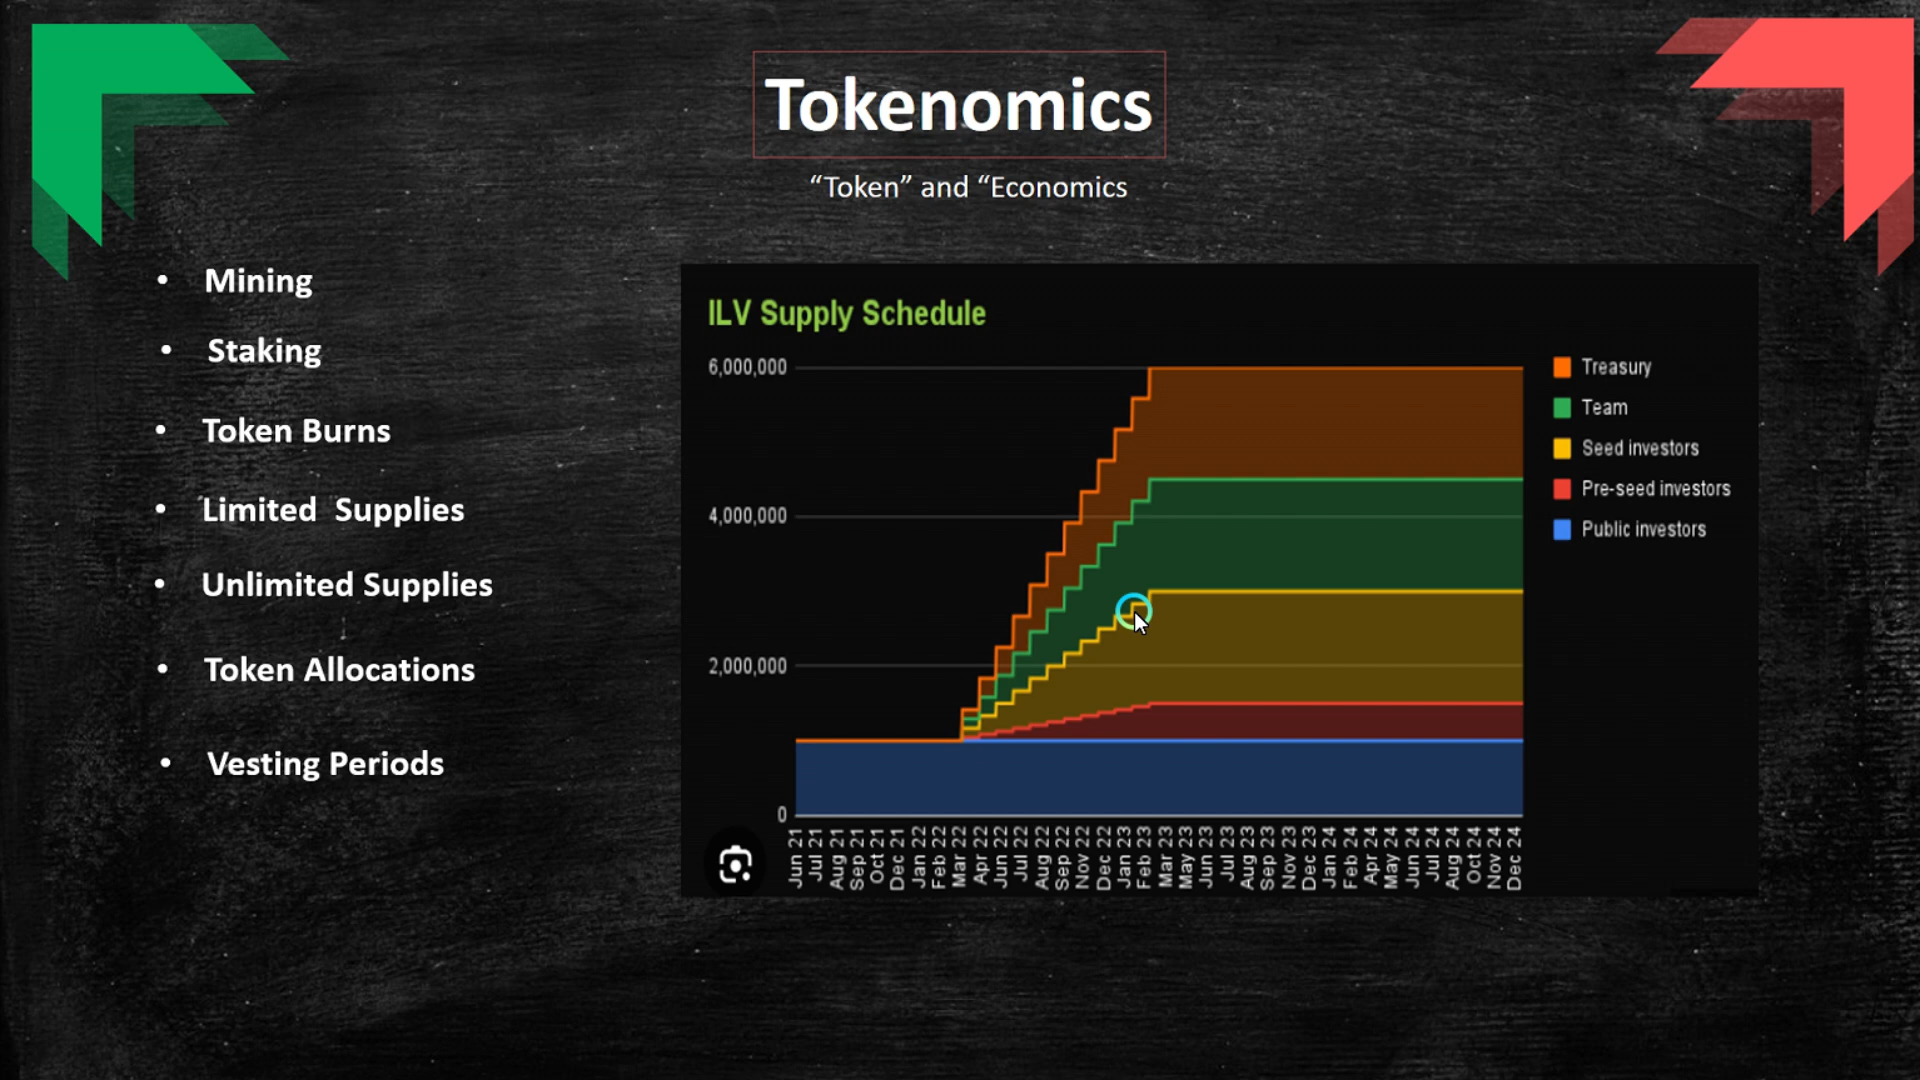 Tokenomics
“Token” and “Economics
• Mining
• Staking
• Token Burns
• Limited Supplies
• Unlimited Supplies
• Token Allocations
• Vesting Periods
ILV Supply Schedule
6,000,000
4,000,000
2,000,000
0
Treasury
Team
Seed investors
Pre-seed investors
Public investors
Jun 21
Jul 21
Aug 21
Sep 21
Oct 21
Dec 21
Jan 22
Feb 22
Mar 22
Apr 22
Jun 22
Jul 22
Aug 22
Sep 22
Nov 22
Dec 22
Jan 23
Feb 23
Mar 23
May 23
Jun 23
Jul 23
Aug 23
Sep 23
Nov 23
Dec 23
Jan 24
Feb 24
Apr 24
May 24
Jun 24
Jul 24
Aug 24
Oct 24
Nov 24
Dec 24